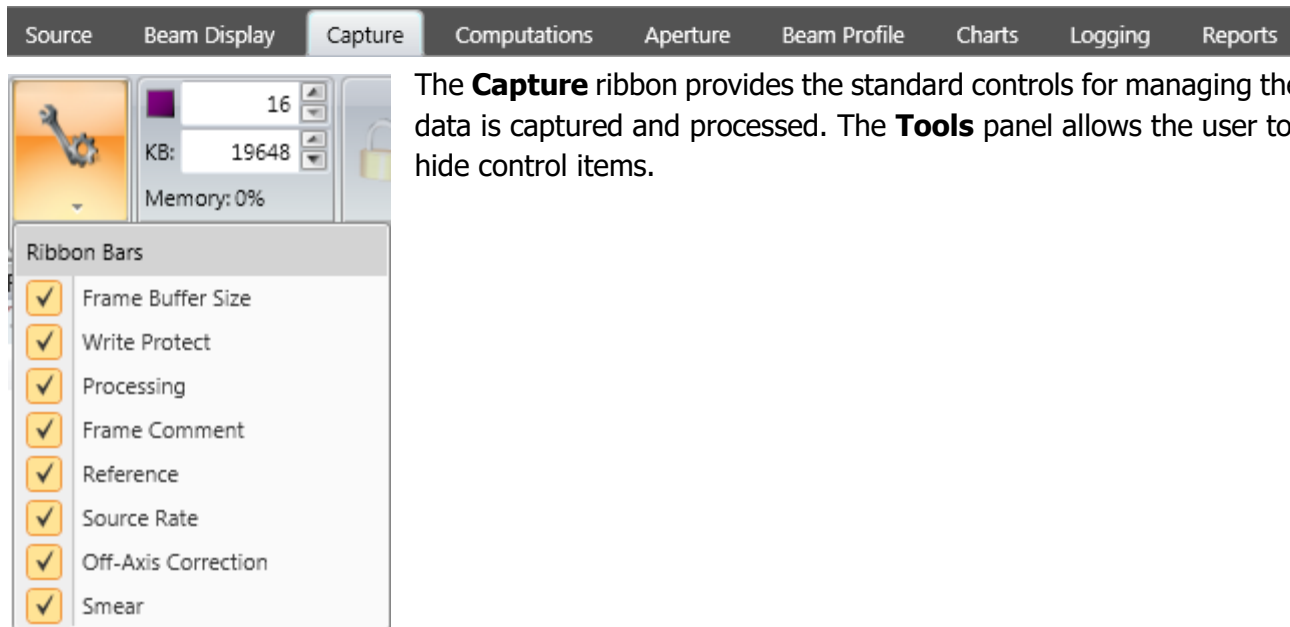 Source Beam Display Capture Computations Aperture Beam Profile Charts Logging Reports
The Capture ribbon provides the standard controls for managing the
data is captured and processed. The Tools panel allows the user to
hide control items.
16
KB: 19648
Memory: 0%
Ribbon Bars
Frame Buffer Size
Write Protect
Processing
Frame Comment
Reference
Source Rate
Off-Axis Correction
Smear